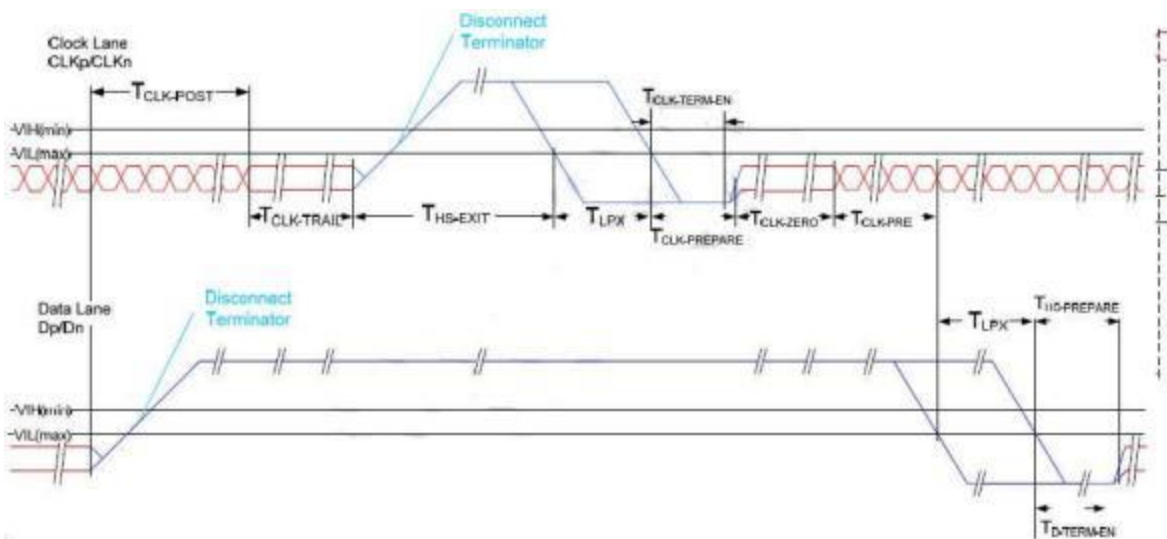 Disconnect
Terminator
Clock Lane
CLKp/CLKn
TCLK-POST
TCLK-TERM-EN
VIH(min)
VIL(max)
TCLK-TRAIL
THS-EXIT
TLPX
TCLK-PREPARE
TCLK-ZERO
TCLK-PRE
Disconnect
Terminator
Data Lane
Dp/Dn
TLPX
THS-PREPARE
VIH(min)
VIL(max)
TD-TERM-EN